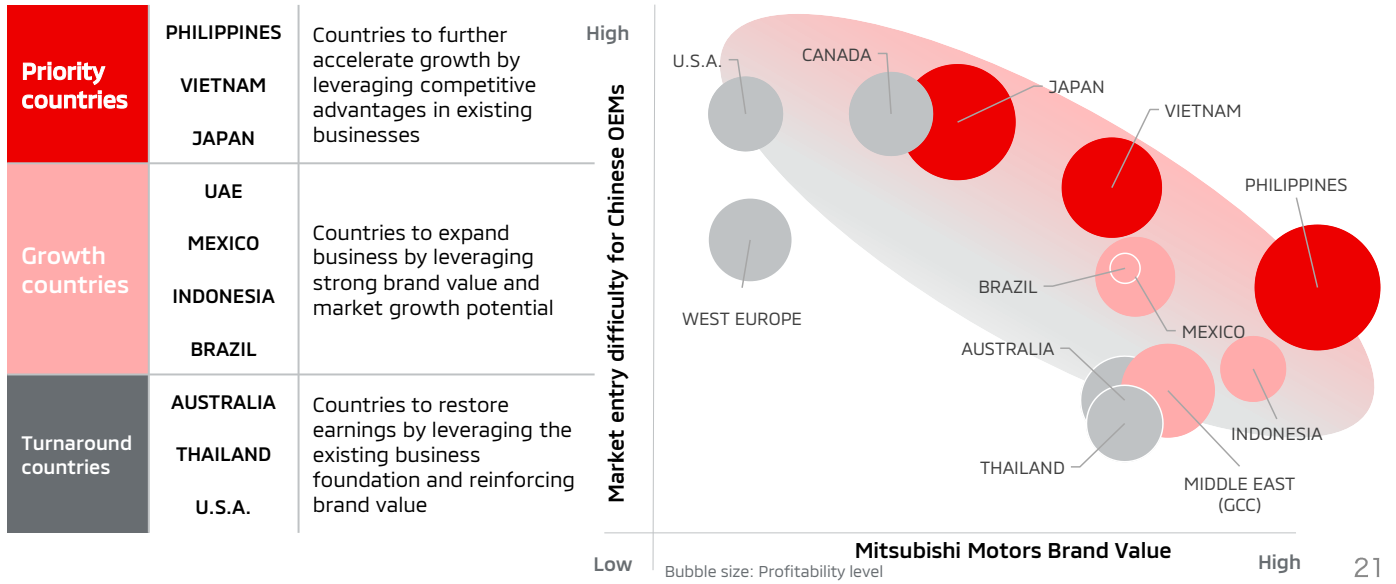 Priority
countries
PHILIPPINES
VIETNAM
JAPAN
Countries to further
accelerate growth by
leveraging competitive
advantages in existing
businesses
Growth
countries
UAE
MEXICO
INDONESIA
BRAZIL
Countries to expand
business by leveraging
strong brand value and
market growth potential
Turnaround
countries
AUSTRALIA
THAILAND
U.S.A.
Countries to restore
earnings by leveraging the
existing business
foundation and reinforcing
brand value
High
Market entry difficulty for Chinese OEMs
Low
U.S.A.
CANADA
JAPAN
VIETNAM
PHILIPPINES
WEST EUROPE
BRAZIL
MEXICO
AUSTRALIA
INDONESIA
THAILAND
MIDDLE EAST
(GCC)
Mitsubishi Motors Brand Value
High
Bubble size: Profitability level
21